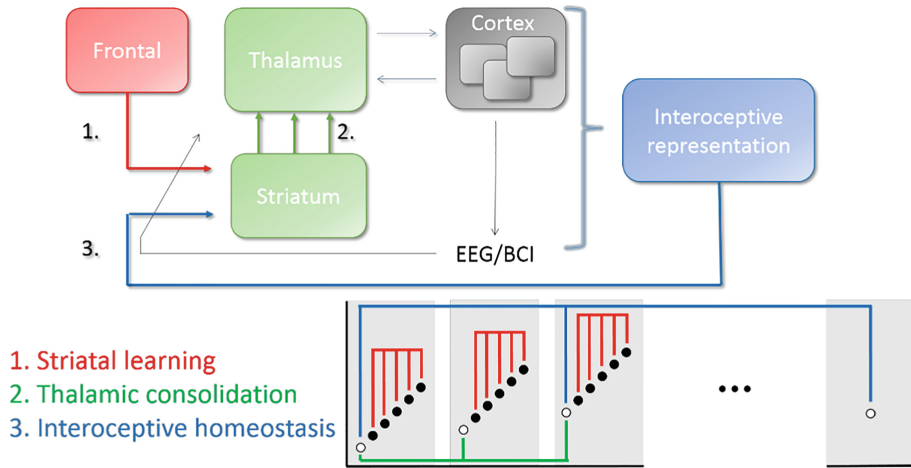 Frontal
Thalamus
Cortex
1.
2.
Interoceptive
representation
Striatum
3.
EEG/BCI
1. Striatal learning
2. Thalamic consolidation
3. Interoceptive homeostasis